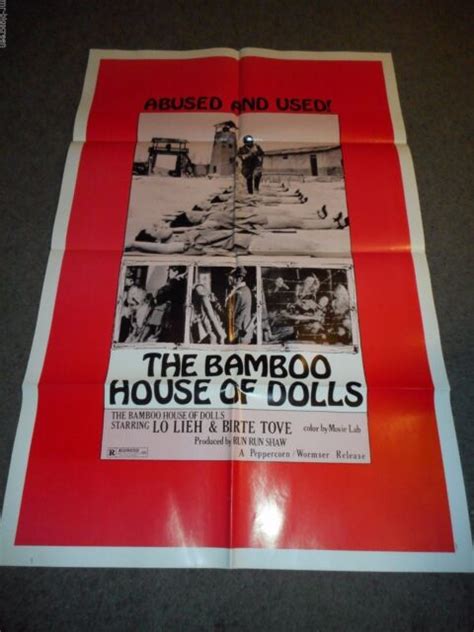 ABUSED AND USED!
THE BAMBOO
HOUSE OF DOLLS
THE BAMBOO HOUSE OF DOLLS
STARRING LO LIEH & BIRTE TOVE
color by Movie Lab
Produced by RUN RUN SHAW
A Peppercorn/Wormser Release
R RESTRICTED